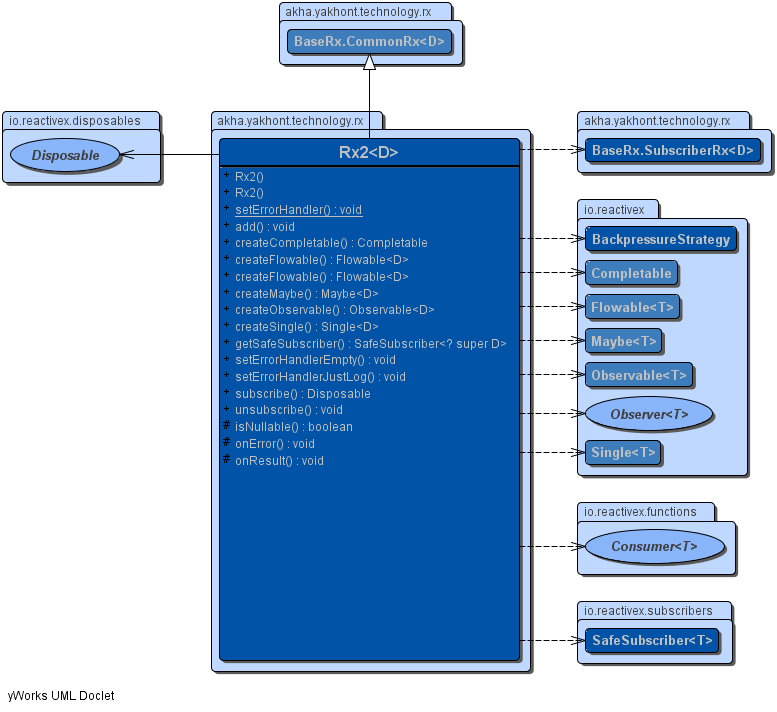 akha.yakhont.technology.rx
BaseRx.CommonRx<D>
io.reactivex.disposables
Disposable
akha.yakhont.technology.rx
Rx2<D>
+ Rx2()
+ Rx2()
+ setErrorHandler() : void
+ add() : void
+ createCompletable() : Completable
+ createFlowable() : Flowable<D>
+ createFlowable() : Flowable<D>
+ createMaybe() : Maybe<D>
+ createObservable() : Observable<D>
+ createSingle() : Single<D>
+ getSafeSubscriber() : SafeSubscriber<? super D>
+ setErrorHandlerEmpty() : void
+ setErrorHandlerJustLog() : void
+ subscribe() : Disposable
+ unsubscribe() : void
# isNullable() : boolean
# onError() : void
# onResult() : void
akha.yakhont.technology.rx
BaseRx.SubscriberRx<D>
io.reactivex
BackpressureStrategy
Completable
Flowable<T>
Maybe<T>
Observable<T>
Observer<T>
Single<T>
io.reactivex.functions
Consumer<T>
io.reactivex.subscribers
SafeSubscriber<T>
yWorks UML Doclet